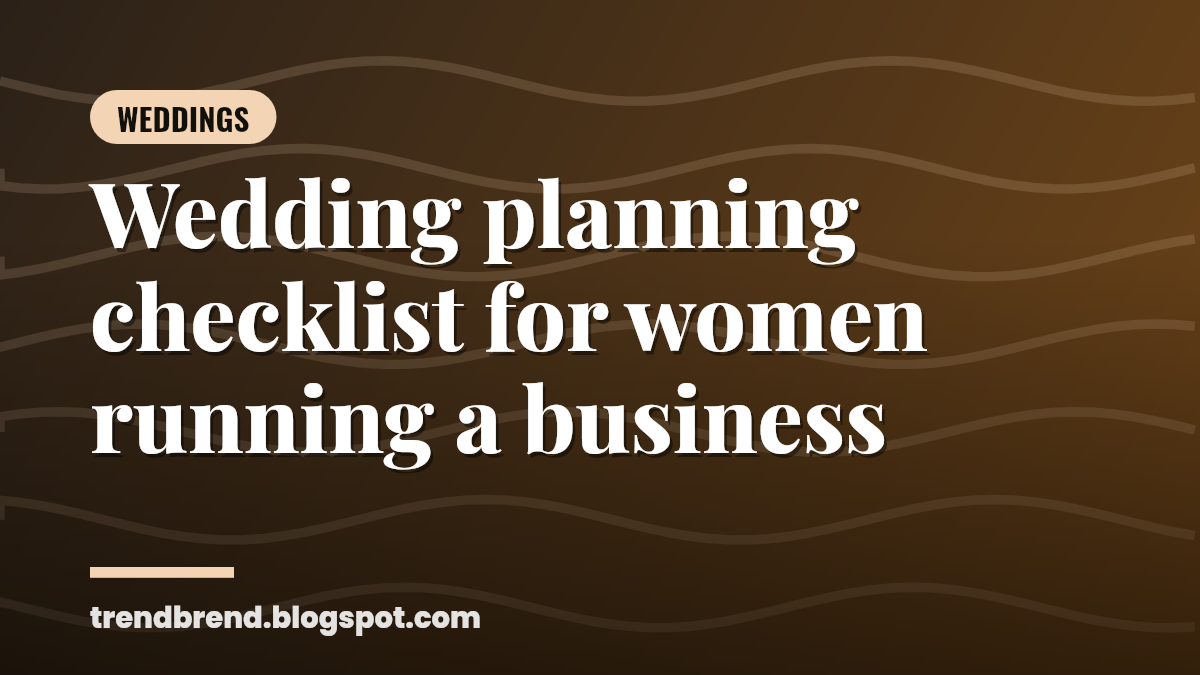 WEDDINGS
Wedding planning
checklist for women
running a business
trendbrend.blogspot.com